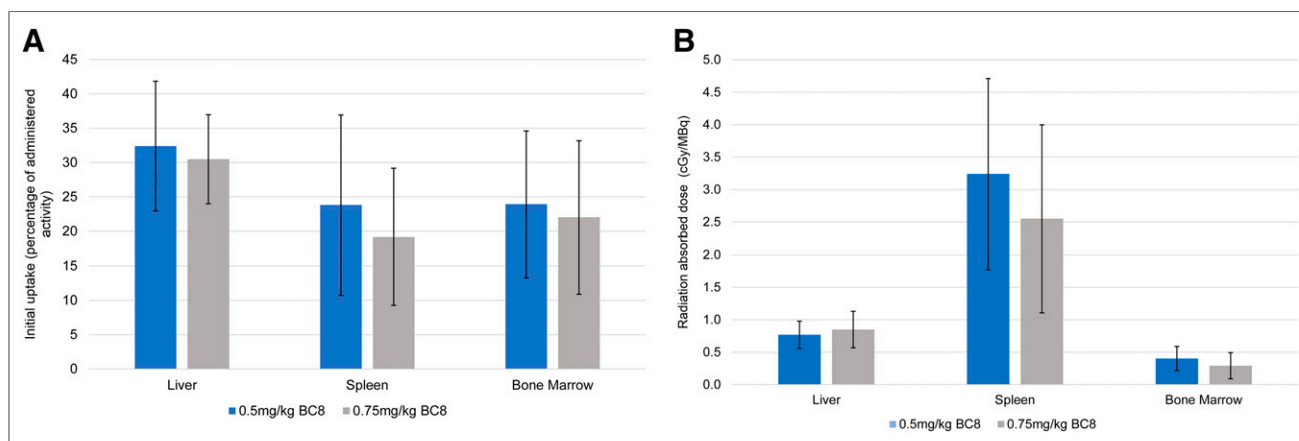 A
Initial uptake (percentage of administered
activity)
45
40
35
30
25
20
15
10
5
0
Liver
Spleen
Bone Marrow
0.5mg/kg BC8
0.75mg/kg BC8
B
Radiation absorbed dose (cGy/MBq)
5.0
4.5
4.0
3.5
3.0
2.5
2.0
1.5
1.0
0.5
0.0
Liver
Spleen
Bone Marrow
0.5mg/kg BC8
0.75mg/kg BC8